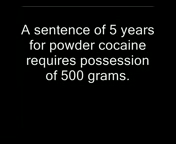 A sentence of 5 years
for powder cocaine
requires possession
of 500 grams.